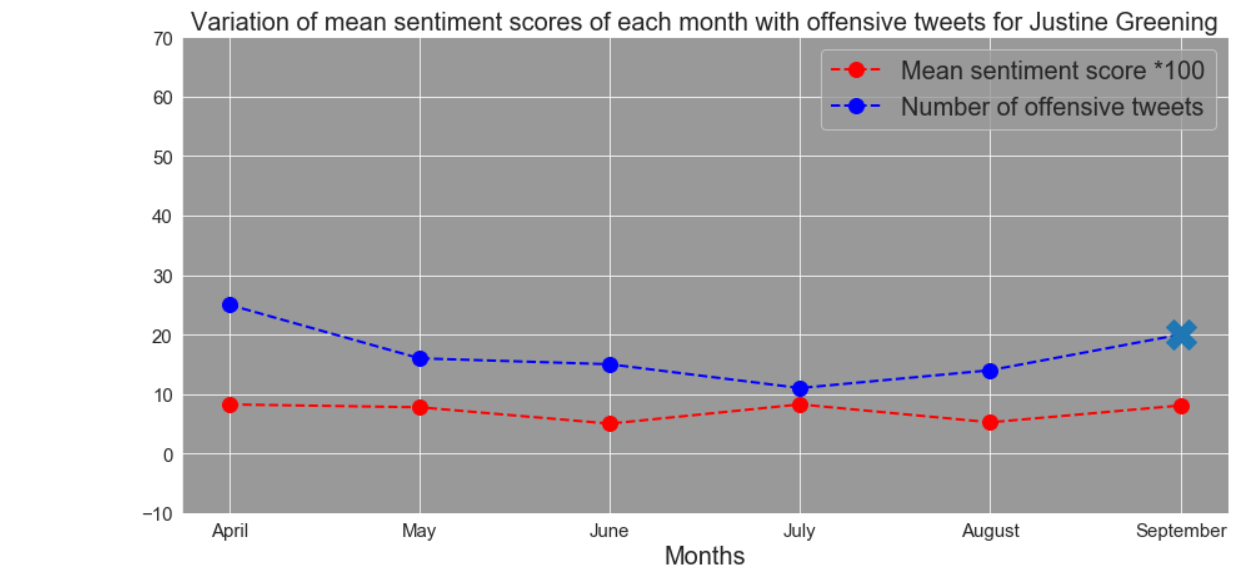 Variation of mean sentiment scores of each month with offensive tweets for Justine Greening
70
60
50
40
30
20
10
0
−10
Mean sentiment score *100
Number of offensive tweets
April May June July August September
Months